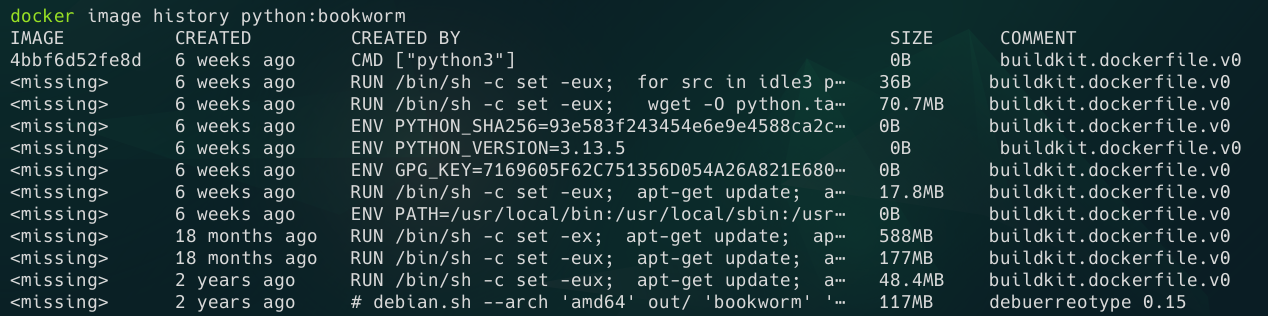 docker image history python:bookworm
IMAGE CREATED CREATED BY SIZE COMMENT
4bbf6d52fe8d 6 weeks ago CMD ["python3"] 0B buildkit.dockerfile.v0
<missing> 6 weeks ago RUN /bin/sh -c set -eux; for src in idle3 p… 36B buildkit.dockerfile.v0
<missing> 6 weeks ago RUN /bin/sh -c set -eux; wget -O python.ta… 70.7MB buildkit.dockerfile.v0
<missing> 6 weeks ago ENV PYTHON_SHA256=93e583f243454e6e9e4588ca2c… 0B buildkit.dockerfile.v0
<missing> 6 weeks ago ENV PYTHON_VERSION=3.13.5 0B buildkit.dockerfile.v0
<missing> 6 weeks ago ENV GPG_KEY=7169605F62C751356D054A26A821E680… 0B buildkit.dockerfile.v0
<missing> 6 weeks ago RUN /bin/sh -c set -eux; apt-get update; a… 17.8MB buildkit.dockerfile.v0
<missing> 6 weeks ago ENV PATH=/usr/local/bin:/usr/local/sbin:/usr… 0B buildkit.dockerfile.v0
<missing> 18 months ago RUN /bin/sh -c set -ex; apt-get update; ap… 588MB buildkit.dockerfile.v0
<missing> 18 months ago RUN /bin/sh -c set -eux; apt-get update; a… 177MB buildkit.dockerfile.v0
<missing> 2 years ago RUN /bin/sh -c set -eux; apt-get update; a… 48.4MB buildkit.dockerfile.v0
<missing> 2 years ago # debian.sh --arch 'amd64' out/ 'bookworm' '… 117MB debuerreotype 0.15